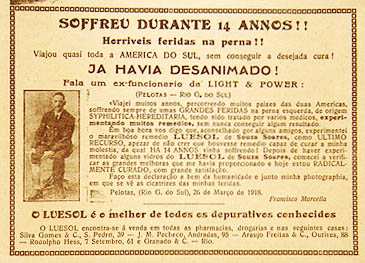 SOFFREU DURANTE 14 ANNOS!!
Horriveis feridas na perna!!
Viajou quasi toda a AMERICA DO SUL, sem conseguir a desejada cura!
JA HAVIA DESANIMADO!
Fala um ex-funccionario da LIGHT & POWER:
(PELOTAS — RIO G. DO SUL)
«Viajei muitos annos, percorrendo muitos paizes das duas Americas,
soffrendo sempre de umas GRANDES FERIDAS na perna esquerda, de origem
SYPHILITICA-HEREDITARIA, tendo sido tratado por varios medicos, experi-
mentando muitos remedios, sem nunca conseguir algum resultado.
Em boa hora vos digo que, aconselhado por alguns amigos, experimentei
o maravilhoso remedio LUESOL de Souza Soares, como ULTIMO
RECURSO, apezar de não crer que houvesse remedio capaz de curar a minha
molestia, de qual HA 14 ANNOS vinha soffrendo! Depois de haver experi-
mentado alguns vidros do LUESOL de Souza Soares, comecei a verifi-
car as grandes melhoras que me havia proporcionado e hoje estou RADICAL-
MENTE CURADO, com grande satisfação.
Faço esta declaração a bem da humanidade e junto minha photographia,
em que se vê as cicatrizes das minhas feridas.
Pelotas, (Rio G. do Sul), 26 de Março de 1918.
Francisco Marcella
O LUESOL é o melhor de todos os depurativos conhecidos
O LUESOL encontra-se á venda em todas as pharmacias, drogarias e nas seguintes casas:
Silva Gomes & C., S. Pedro, 39 — J. M. Pacheco, Andradas, 95 — Araujo Freitas & C., Ourives, 88
— Rodolpho Hess, 7 Setembro, 61 e Granado & C. — Rio.